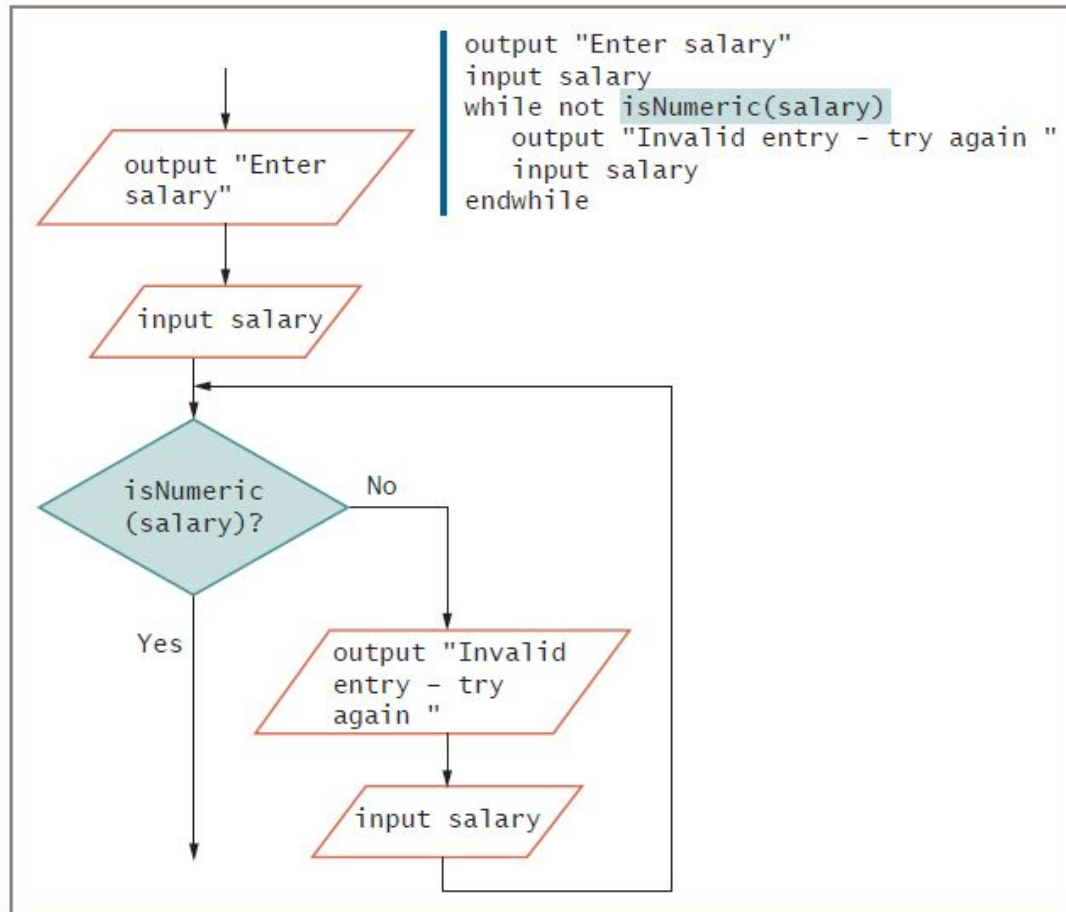 output "Enter salary"
input salary
while not isNumeric(salary)
output "Invalid entry – try again "
input salary
endwhile
output "Enter
salary"
input salary
isNumeric
(salary)?
No
Yes
output "Invalid
entry – try
again "
input salary